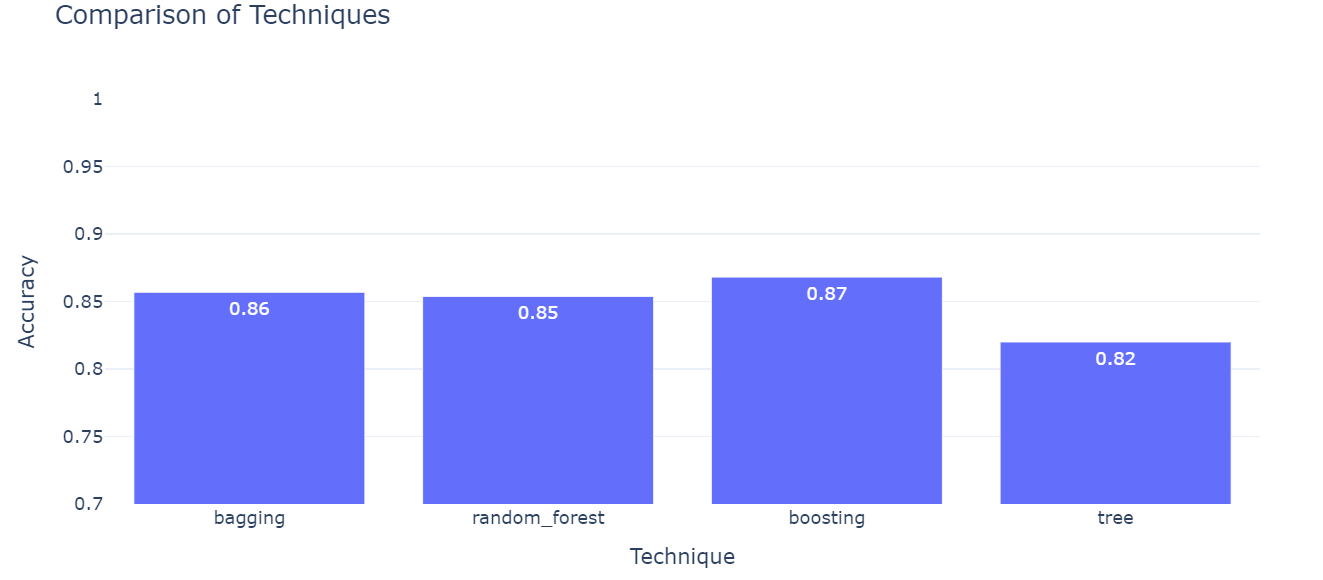 Comparison of Techniques
1
0.95
0.9
0.85
0.8
0.75
0.7
Accuracy
0.86
0.85
0.87
0.82
bagging
random_forest
boosting
tree
Technique